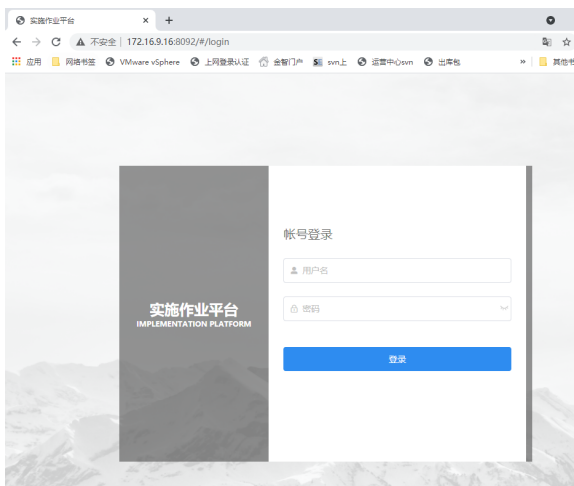 实施作业平台
不安全 | 172.16.9.16:8092/#/login
应用 网络书签 VMware vSphere 上网登录认证 金智门户 svn上 运营中心svn 出库包 » 其他书
帐号登录
用户名
实施作业平台
IMPLEMENTATION PLATFORM
密码
登录